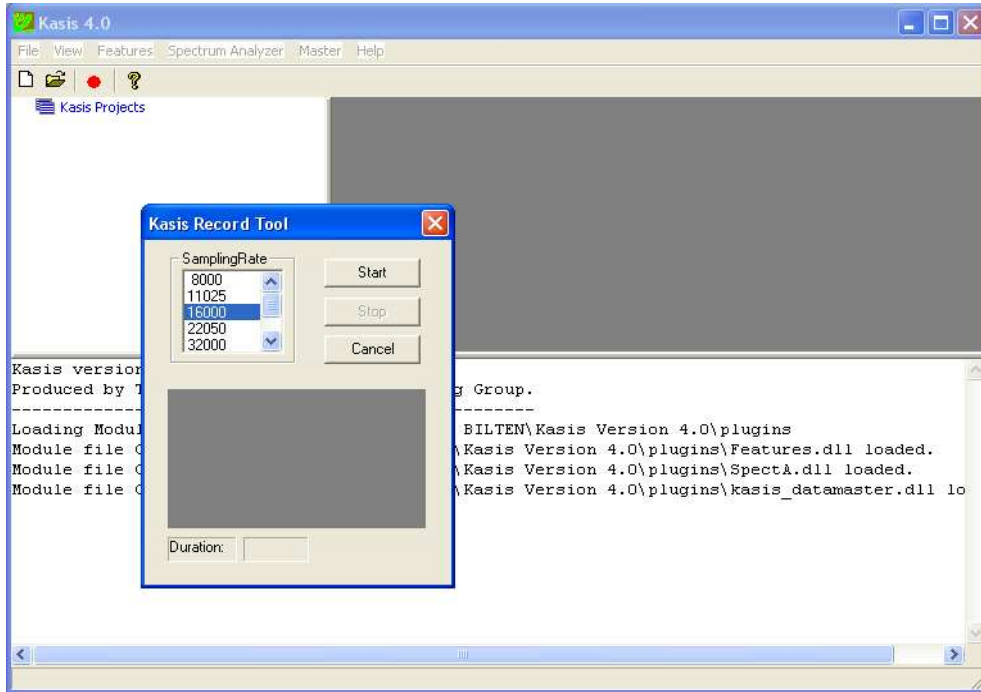 Kasis 4.0
File View Features Spectrum Analyzer Master Help
Kasis Projects
Kasis Record Tool
SamplingRate
8000
11025
16000
22050
32000
Start
Stop
Cancel
Duration:
Kasis version
Produced by g Group.
Loading Modul BILTEN\Kasis Version 4.0\plugins
Module file \Kasis Version 4.0\plugins\Features.dll loaded.
Module file \Kasis Version 4.0\plugins\SpectA.dll loaded.
Module file \Kasis Version 4.0\plugins\kasis_datamaster.dll lo